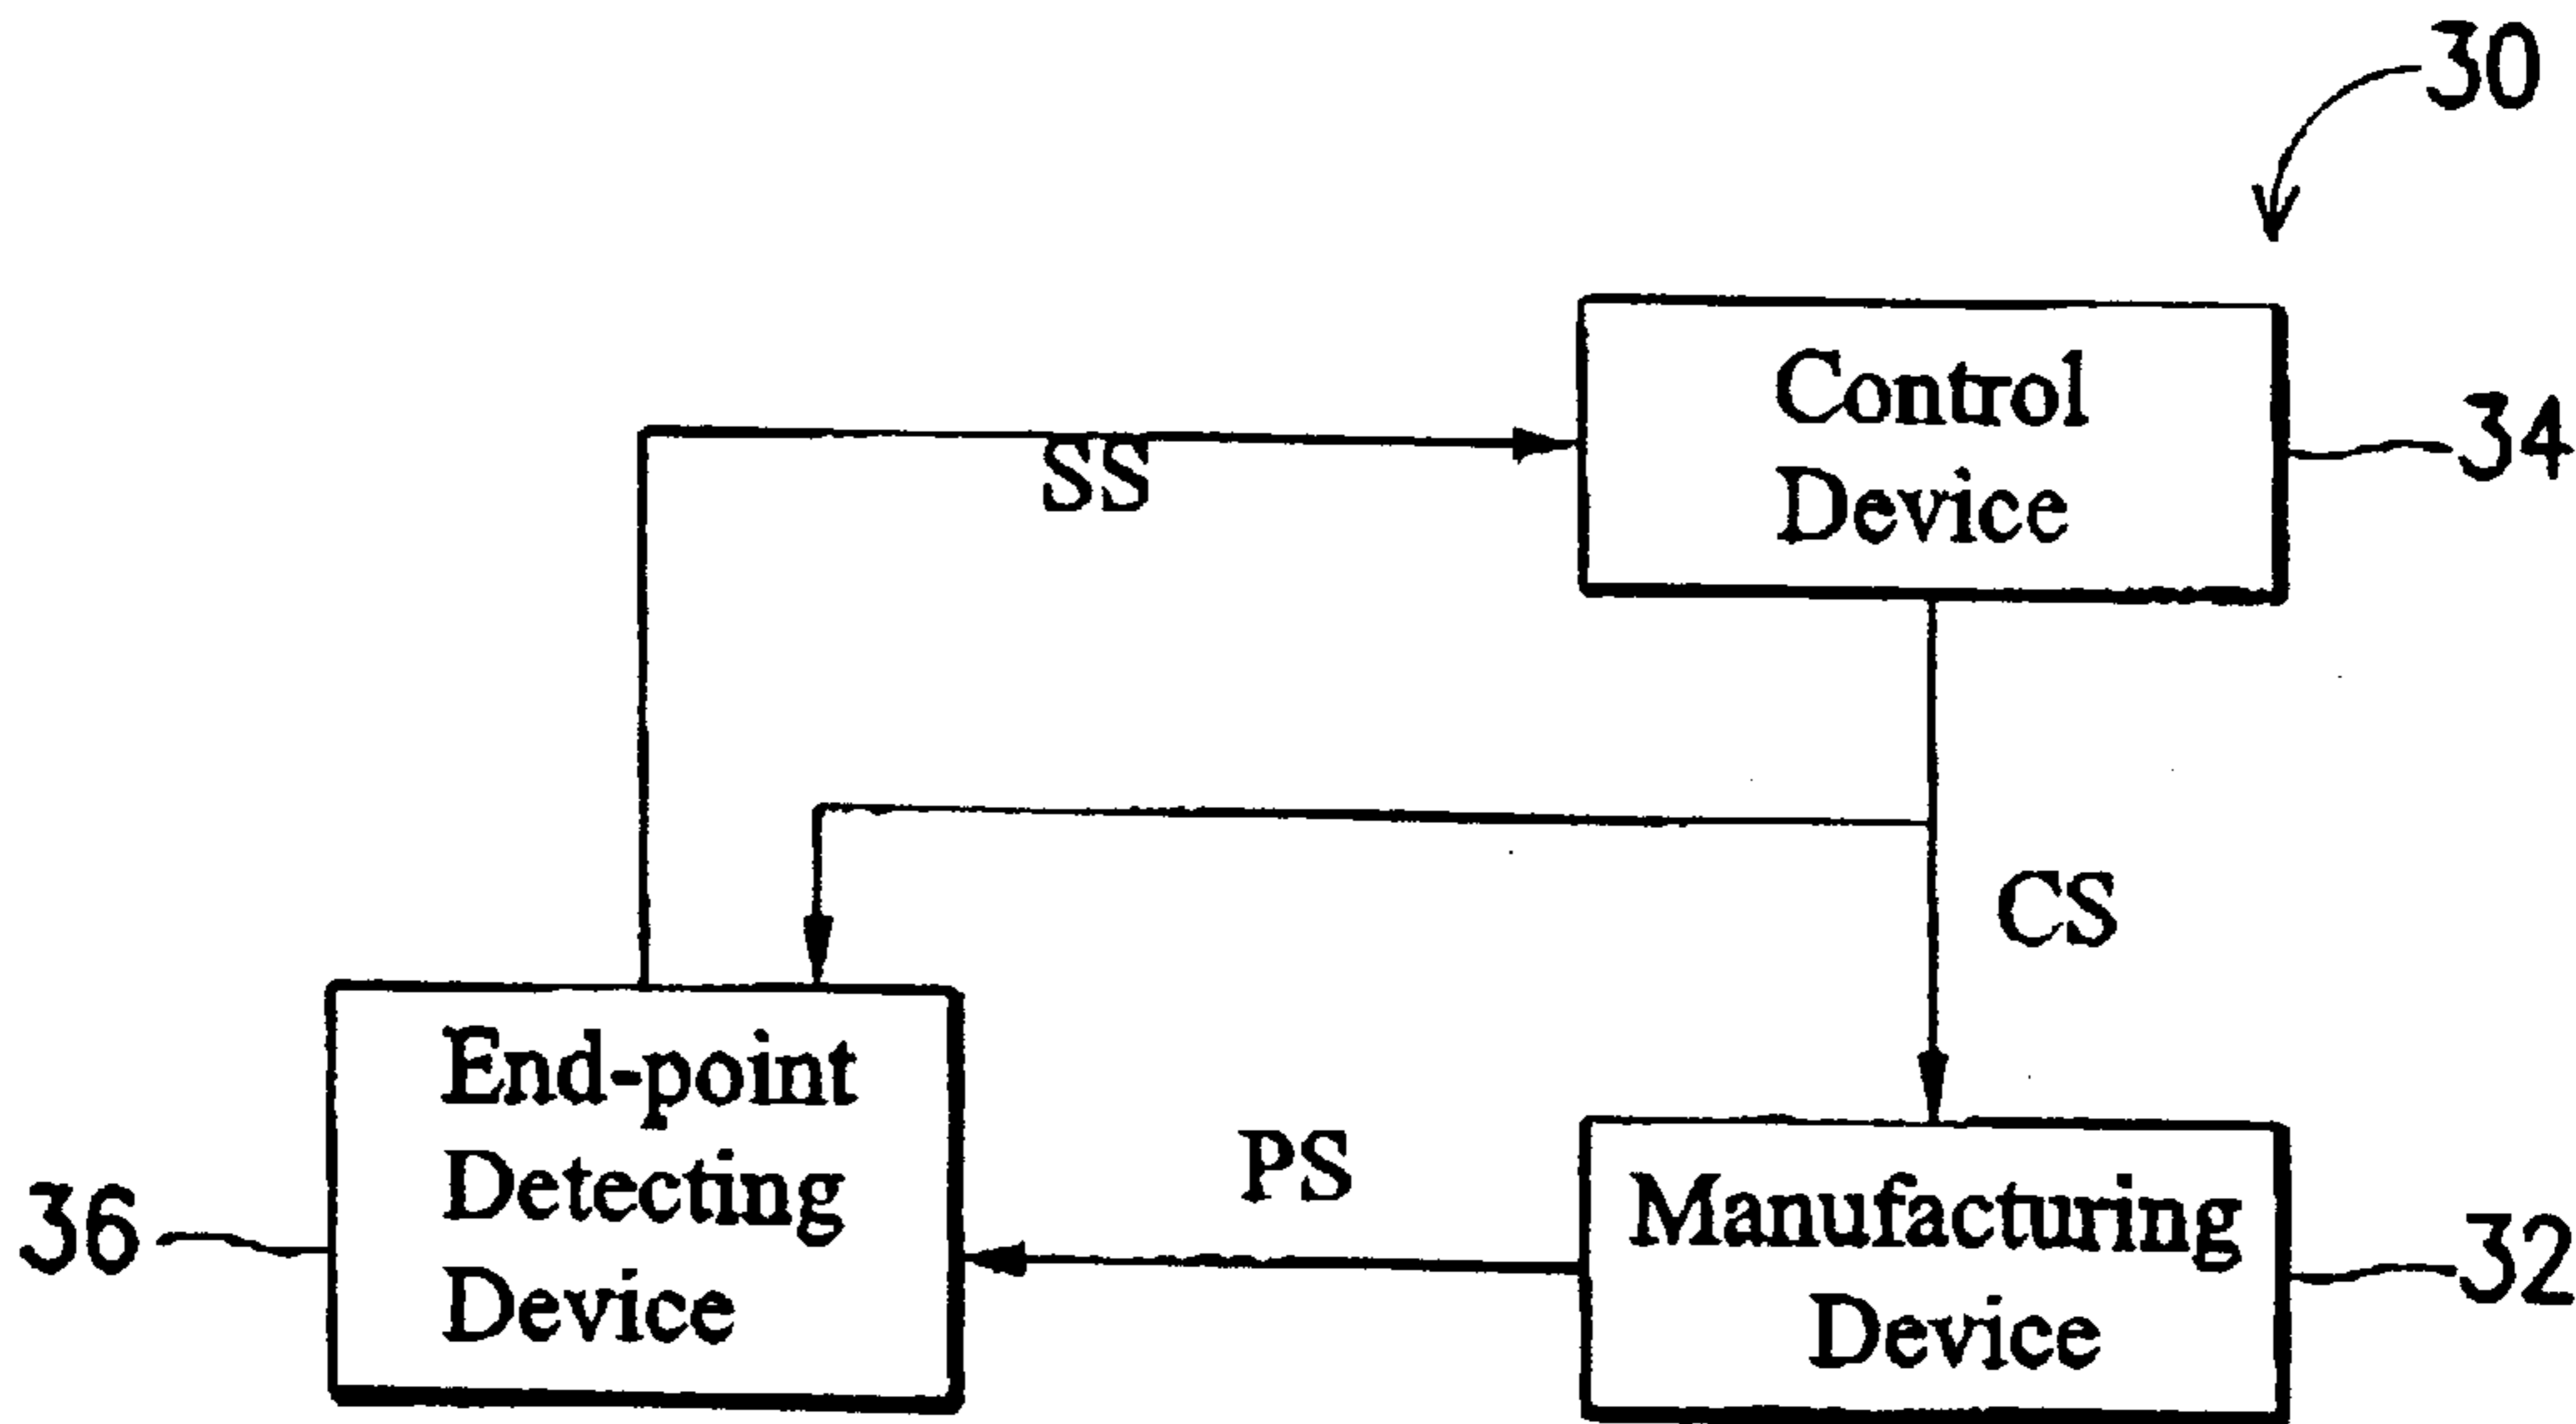 30
Control
Device
34
SS
CS
End-point
Detecting
Device
36
PS
Manufacturing
Device
32